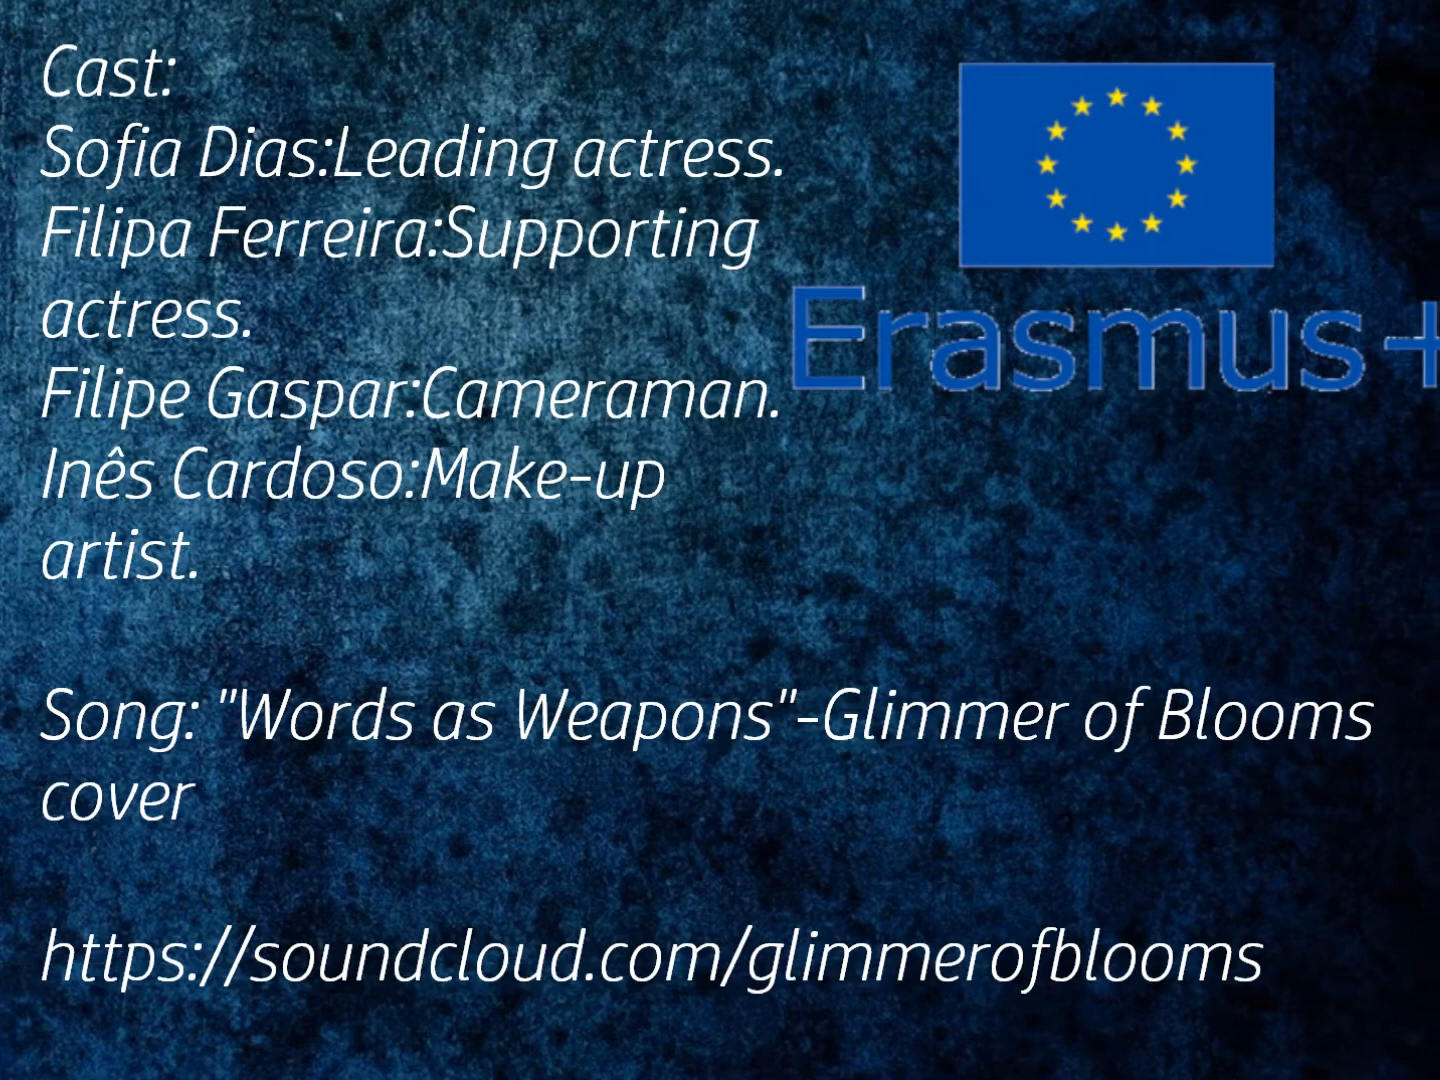 Cast:
Sofia Dias:Leading actress.
Filipa Ferreira:Supporting
actress.
Filipe Gaspar:Cameraman.
Inês Cardoso:Make-up
artist.
Erasmus+
Song: "Words as Weapons"-Glimmer of Blooms
cover
https://soundcloud.com/glimmerofblooms